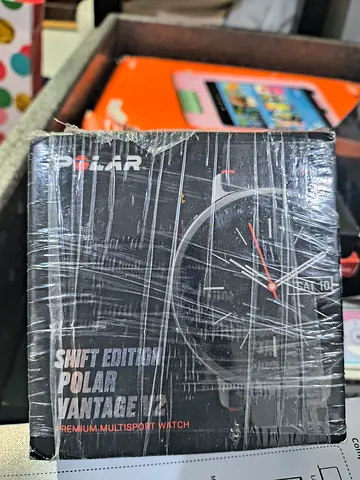 POLAR
SAT 10
SHIFT EDITION
POLAR
VANTAGE V2
PREMIUM MULTISPORT WATCH